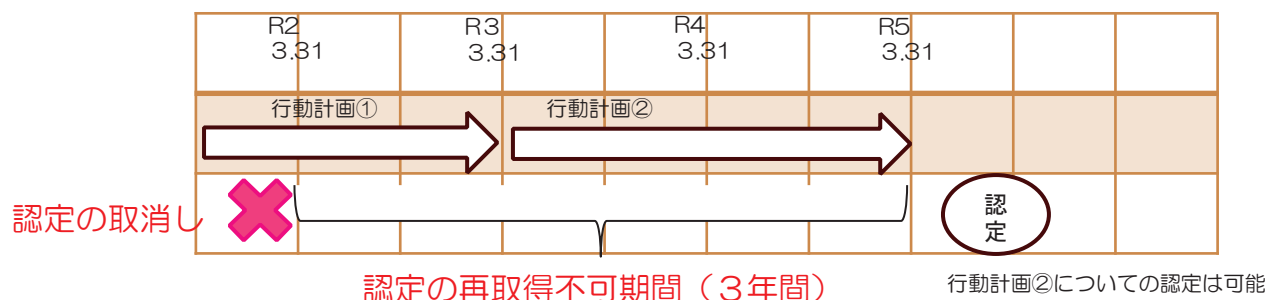 R2 R3 R4 R5
3.31 3.31 3.31 3.31
行動計画① 行動計画②
認定の取消し
認
定
認定の再取得不可期間（３年間）
行動計画②についての認定は可能